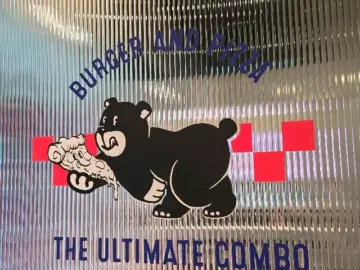 BURGER AND PIZZA
THE ULTIMATE COMBO